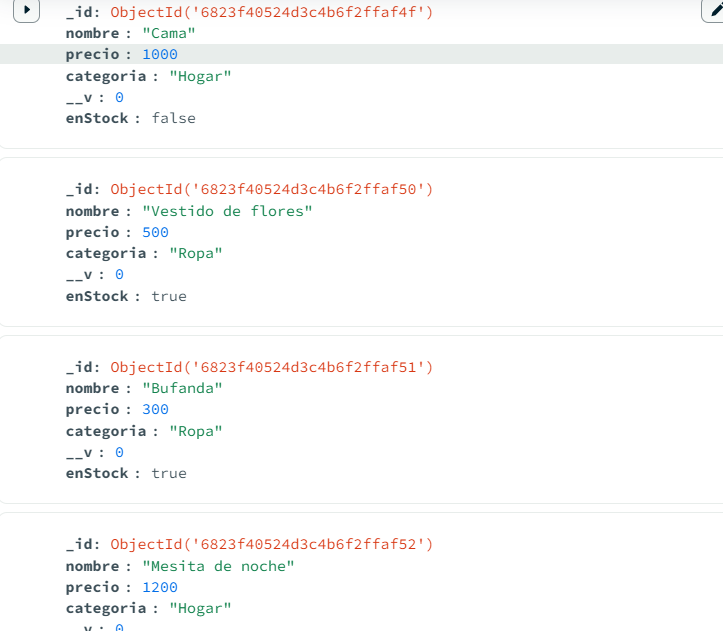 _id: ObjectId('6823f40524d3c4b6f2ffaf4f')
nombre : "Cama"
precio : 1000
categoria : "Hogar"
__v : 0
enStock : false
_id: ObjectId('6823f40524d3c4b6f2ffaf50')
nombre : "Vestido de flores"
precio : 500
categoria : "Ropa"
__v : 0
enStock : true
_id: ObjectId('6823f40524d3c4b6f2ffaf51')
nombre : "Bufanda"
precio : 300
categoria : "Ropa"
__v : 0
enStock : true
_id: ObjectId('6823f40524d3c4b6f2ffaf52')
nombre : "Mesita de noche"
precio : 1200
categoria : "Hogar"
__v : 0